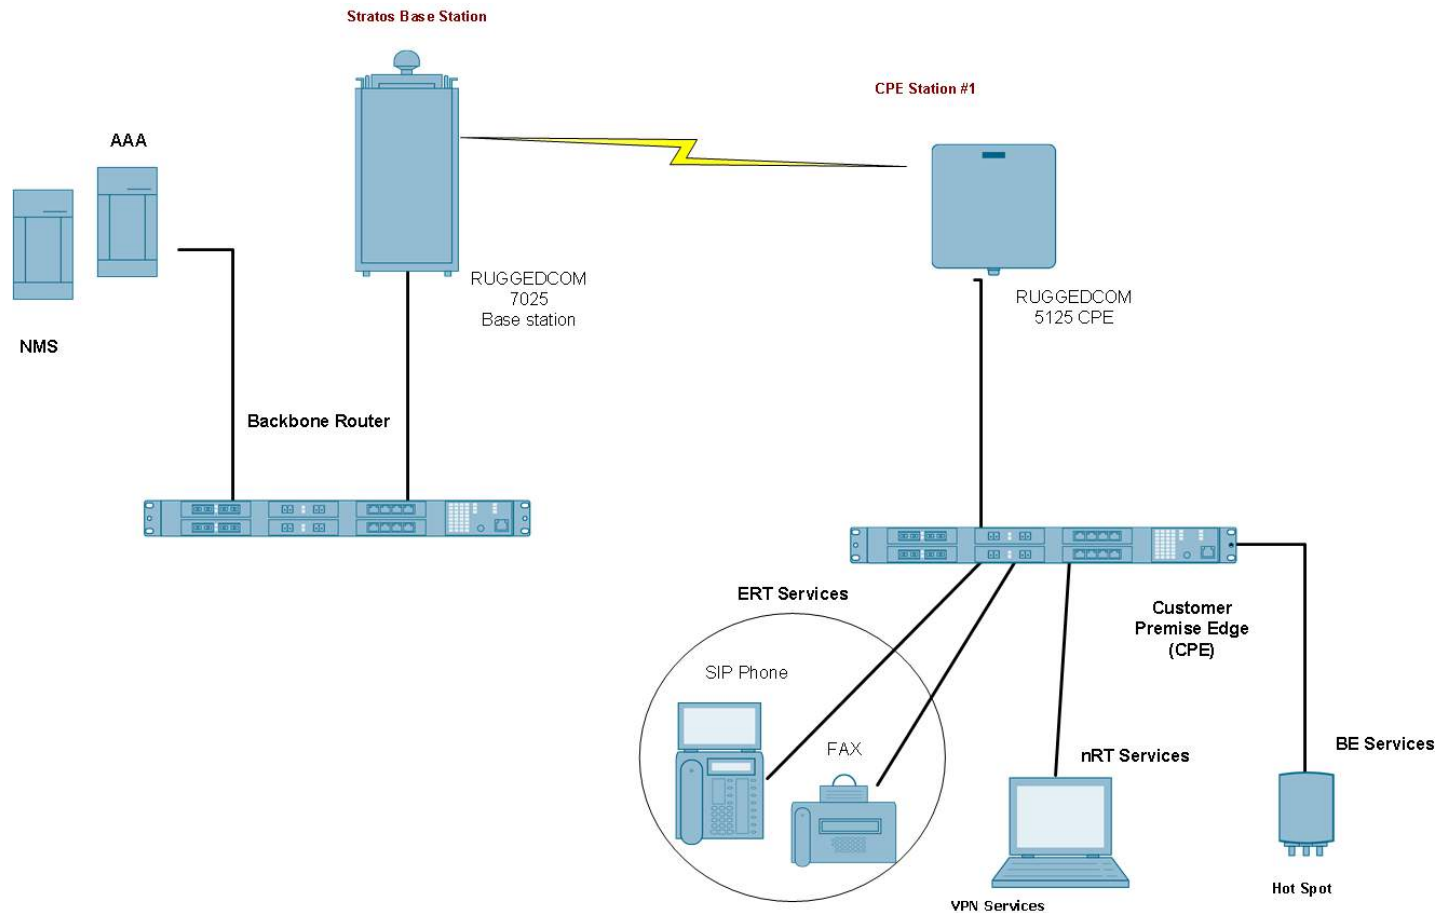 Stratos Base Station
CPE Station #1
AAA
NMS
RUGGEDCOM
7025
Base station
RUGGEDCOM
5125 CPE
Backbone Router
ERT Services
Customer
Premise Edge
(CPE)
SIP Phone
FAX
nRT Services
BE Services
Hot Spot
VPN Services